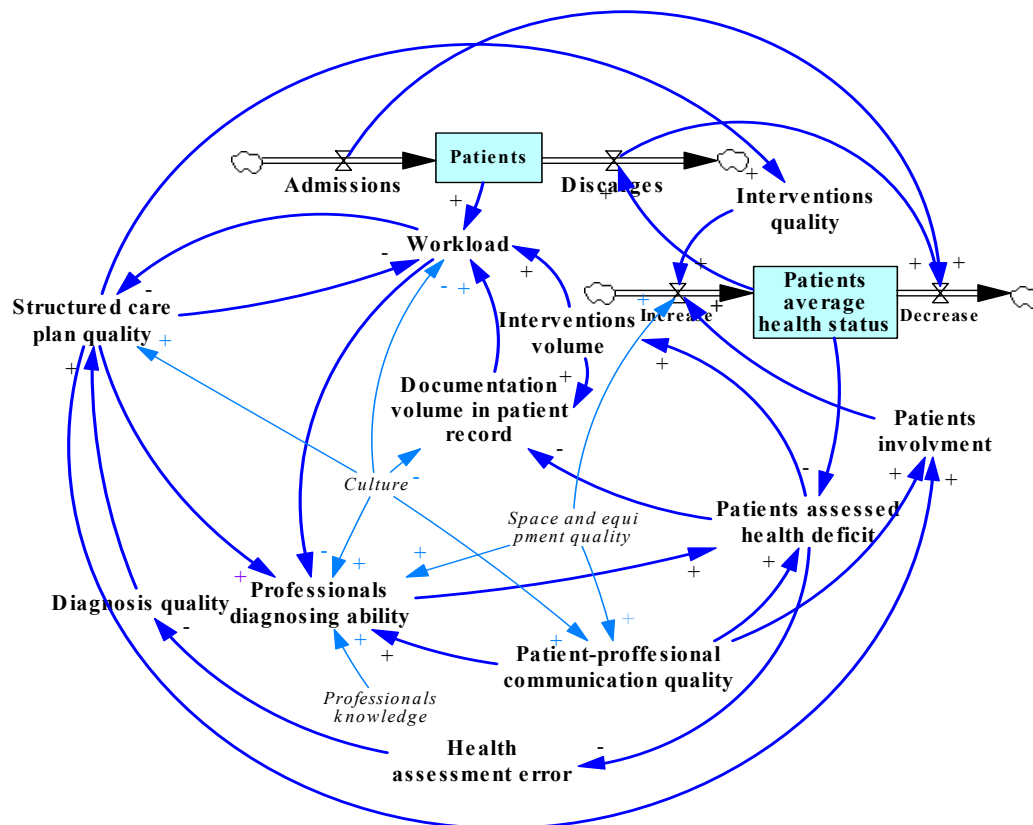 Patients
Admissions
Discarges
+
+
+
Interventions
quality
Workload
-
+
+
+
+
-
Structured care
plan quality
-
+
+
+
+
Increase
+
Patients
average
health status
Decrease
Interventions
volume
+
+
+
Documentation
volume in patient
record
Patients
involvment
-
-
+
+
Culture
-
Space and equi
pment quality
Patients assessed
health deficit
-
+
+
+
+
+
Professionals
diagnosing ability
Diagnosis quality
-
+
+
+
+
Patient-proffesional
communication quality
Professionals
knowledge
Health
assessment error
-